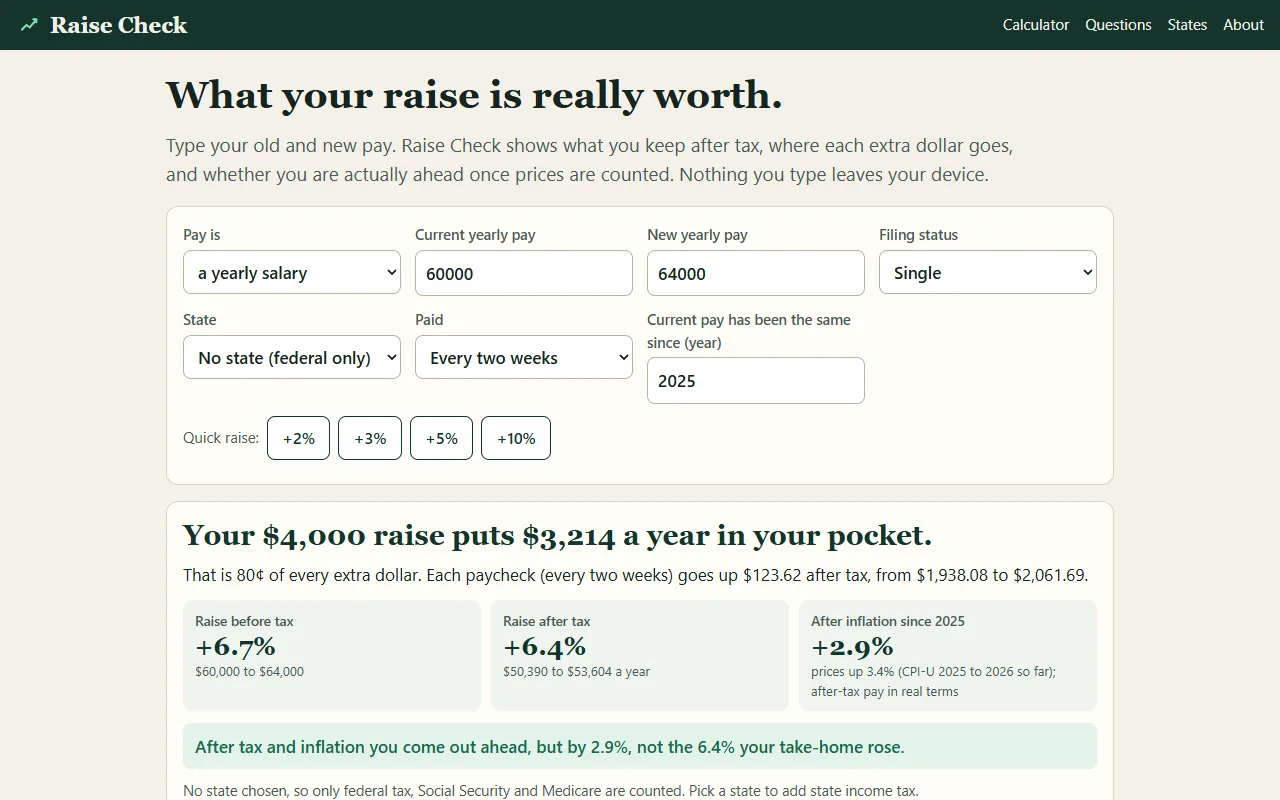 Raise Check
Calculator Questions States About
What your raise is really worth.
Type your old and new pay. Raise Check shows what you keep after tax, where each extra dollar goes,
and whether you are actually ahead once prices are counted. Nothing you type leaves your device.
Pay is
a yearly salary
Current yearly pay
60000
New yearly pay
64000
Filing status
Single
State
No state (federal only)
Paid
Every two weeks
Current pay has been the same
since (year)
2025
Quick raise: +2% +3% +5% +10%
Your $4,000 raise puts $3,214 a year in your pocket.
That is 80¢ of every extra dollar. Each paycheck (every two weeks) goes up $123.62 after tax, from $1,938.08 to $2,061.69.
Raise before tax
+6.7%
$60,000 to $64,000
Raise after tax
+6.4%
$50,390 to $53,604 a year
After inflation since 2025
+2.9%
prices up 3.4% (CPI-U 2025 to 2026 so far);
after-tax pay in real terms
After tax and inflation you come out ahead, but by 2.9%, not the 6.4% your take-home rose.
No state chosen, so only federal tax, Social Security and Medicare are counted. Pick a state to add state income tax.